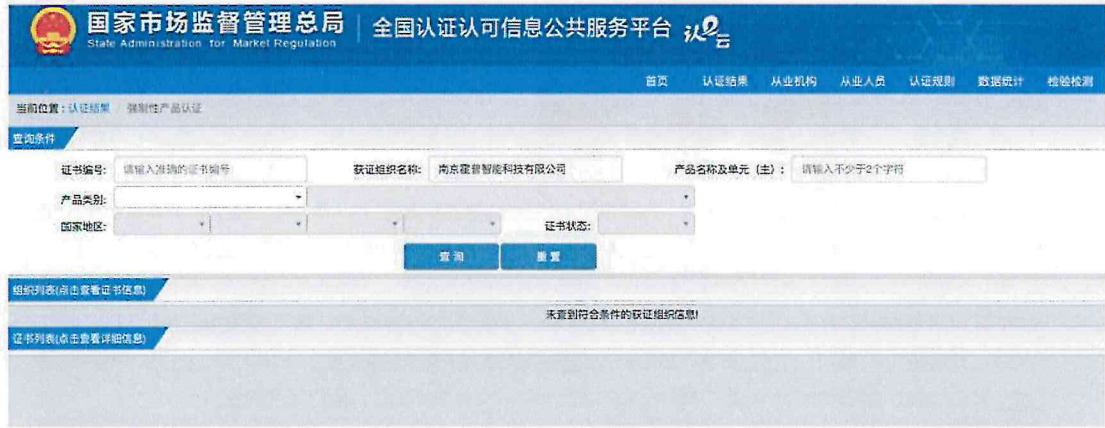 国家市场监督管理总局 全国认证认可信息公共服务平台 认e云
State Administration for Market Regulation
首页 认证结果 从业机构 从业人员 认证规则 数据统计 检验检测
当前位置：认证结果 / 强制性产品认证
查询条件
证书编号: 请输入准确的证书编号 获证组织名称: 南京霍普智能科技有限公司 产品名称及单元（主）: 请输入不少于2个字符
产品类别:
国家地区: 证书状态:
查 询 重 置
组织列表(点击查看证书信息)
未查到符合条件的获证组织信息!
证书列表(点击查看详细信息)